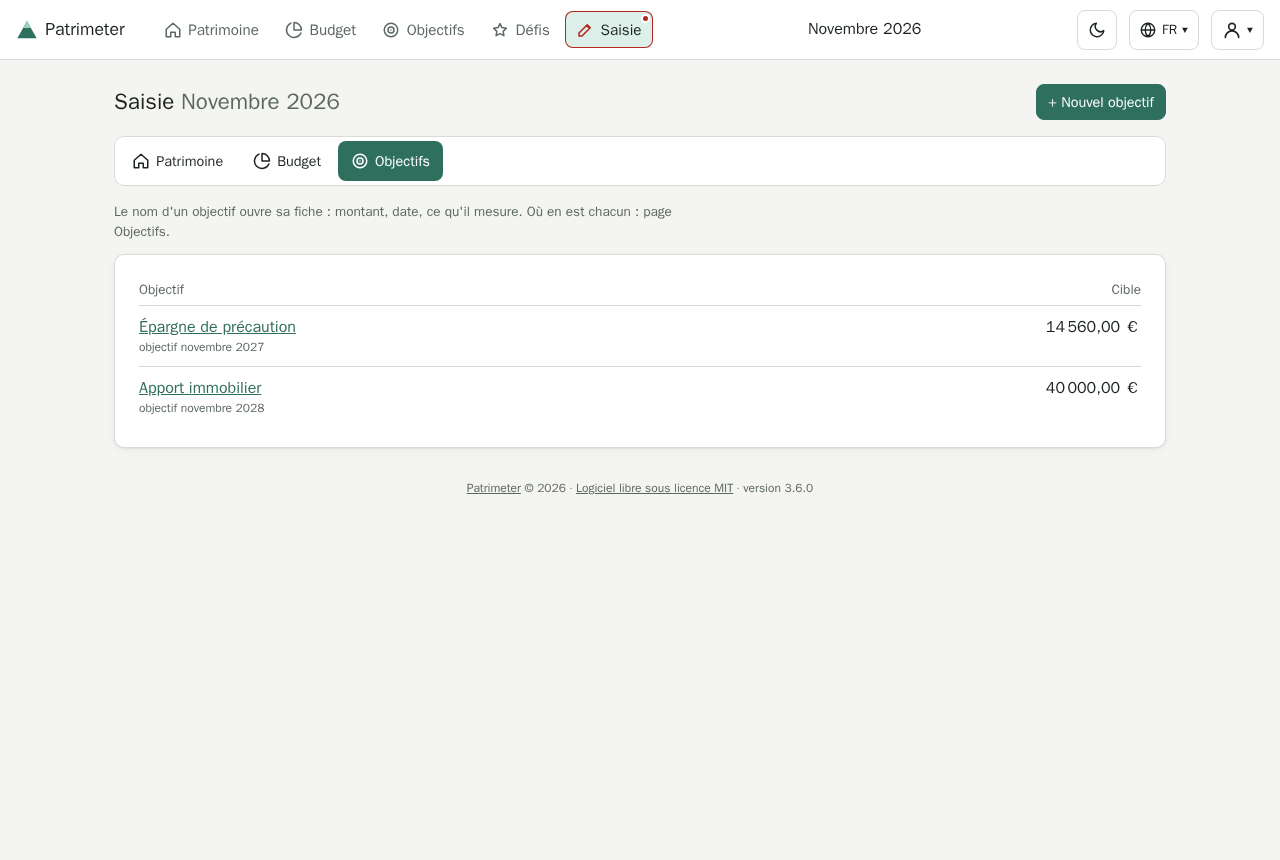 Patrimeter
Patrimoine
Budget
Objectifs
Défis
Saisie
Novembre 2026
FR ▾
▾
Saisie Novembre 2026
+ Nouvel objectif
Patrimoine
Budget
Objectifs
Le nom d'un objectif ouvre sa fiche : montant, date, ce qu'il mesure. Où en est chacun : page
Objectifs.
Objectif
Cible
Épargne de précaution
14 560,00 €
objectif novembre 2027
Apport immobilier
40 000,00 €
objectif novembre 2028
Patrimeter © 2026 · Logiciel libre sous licence MIT · version 3.6.0